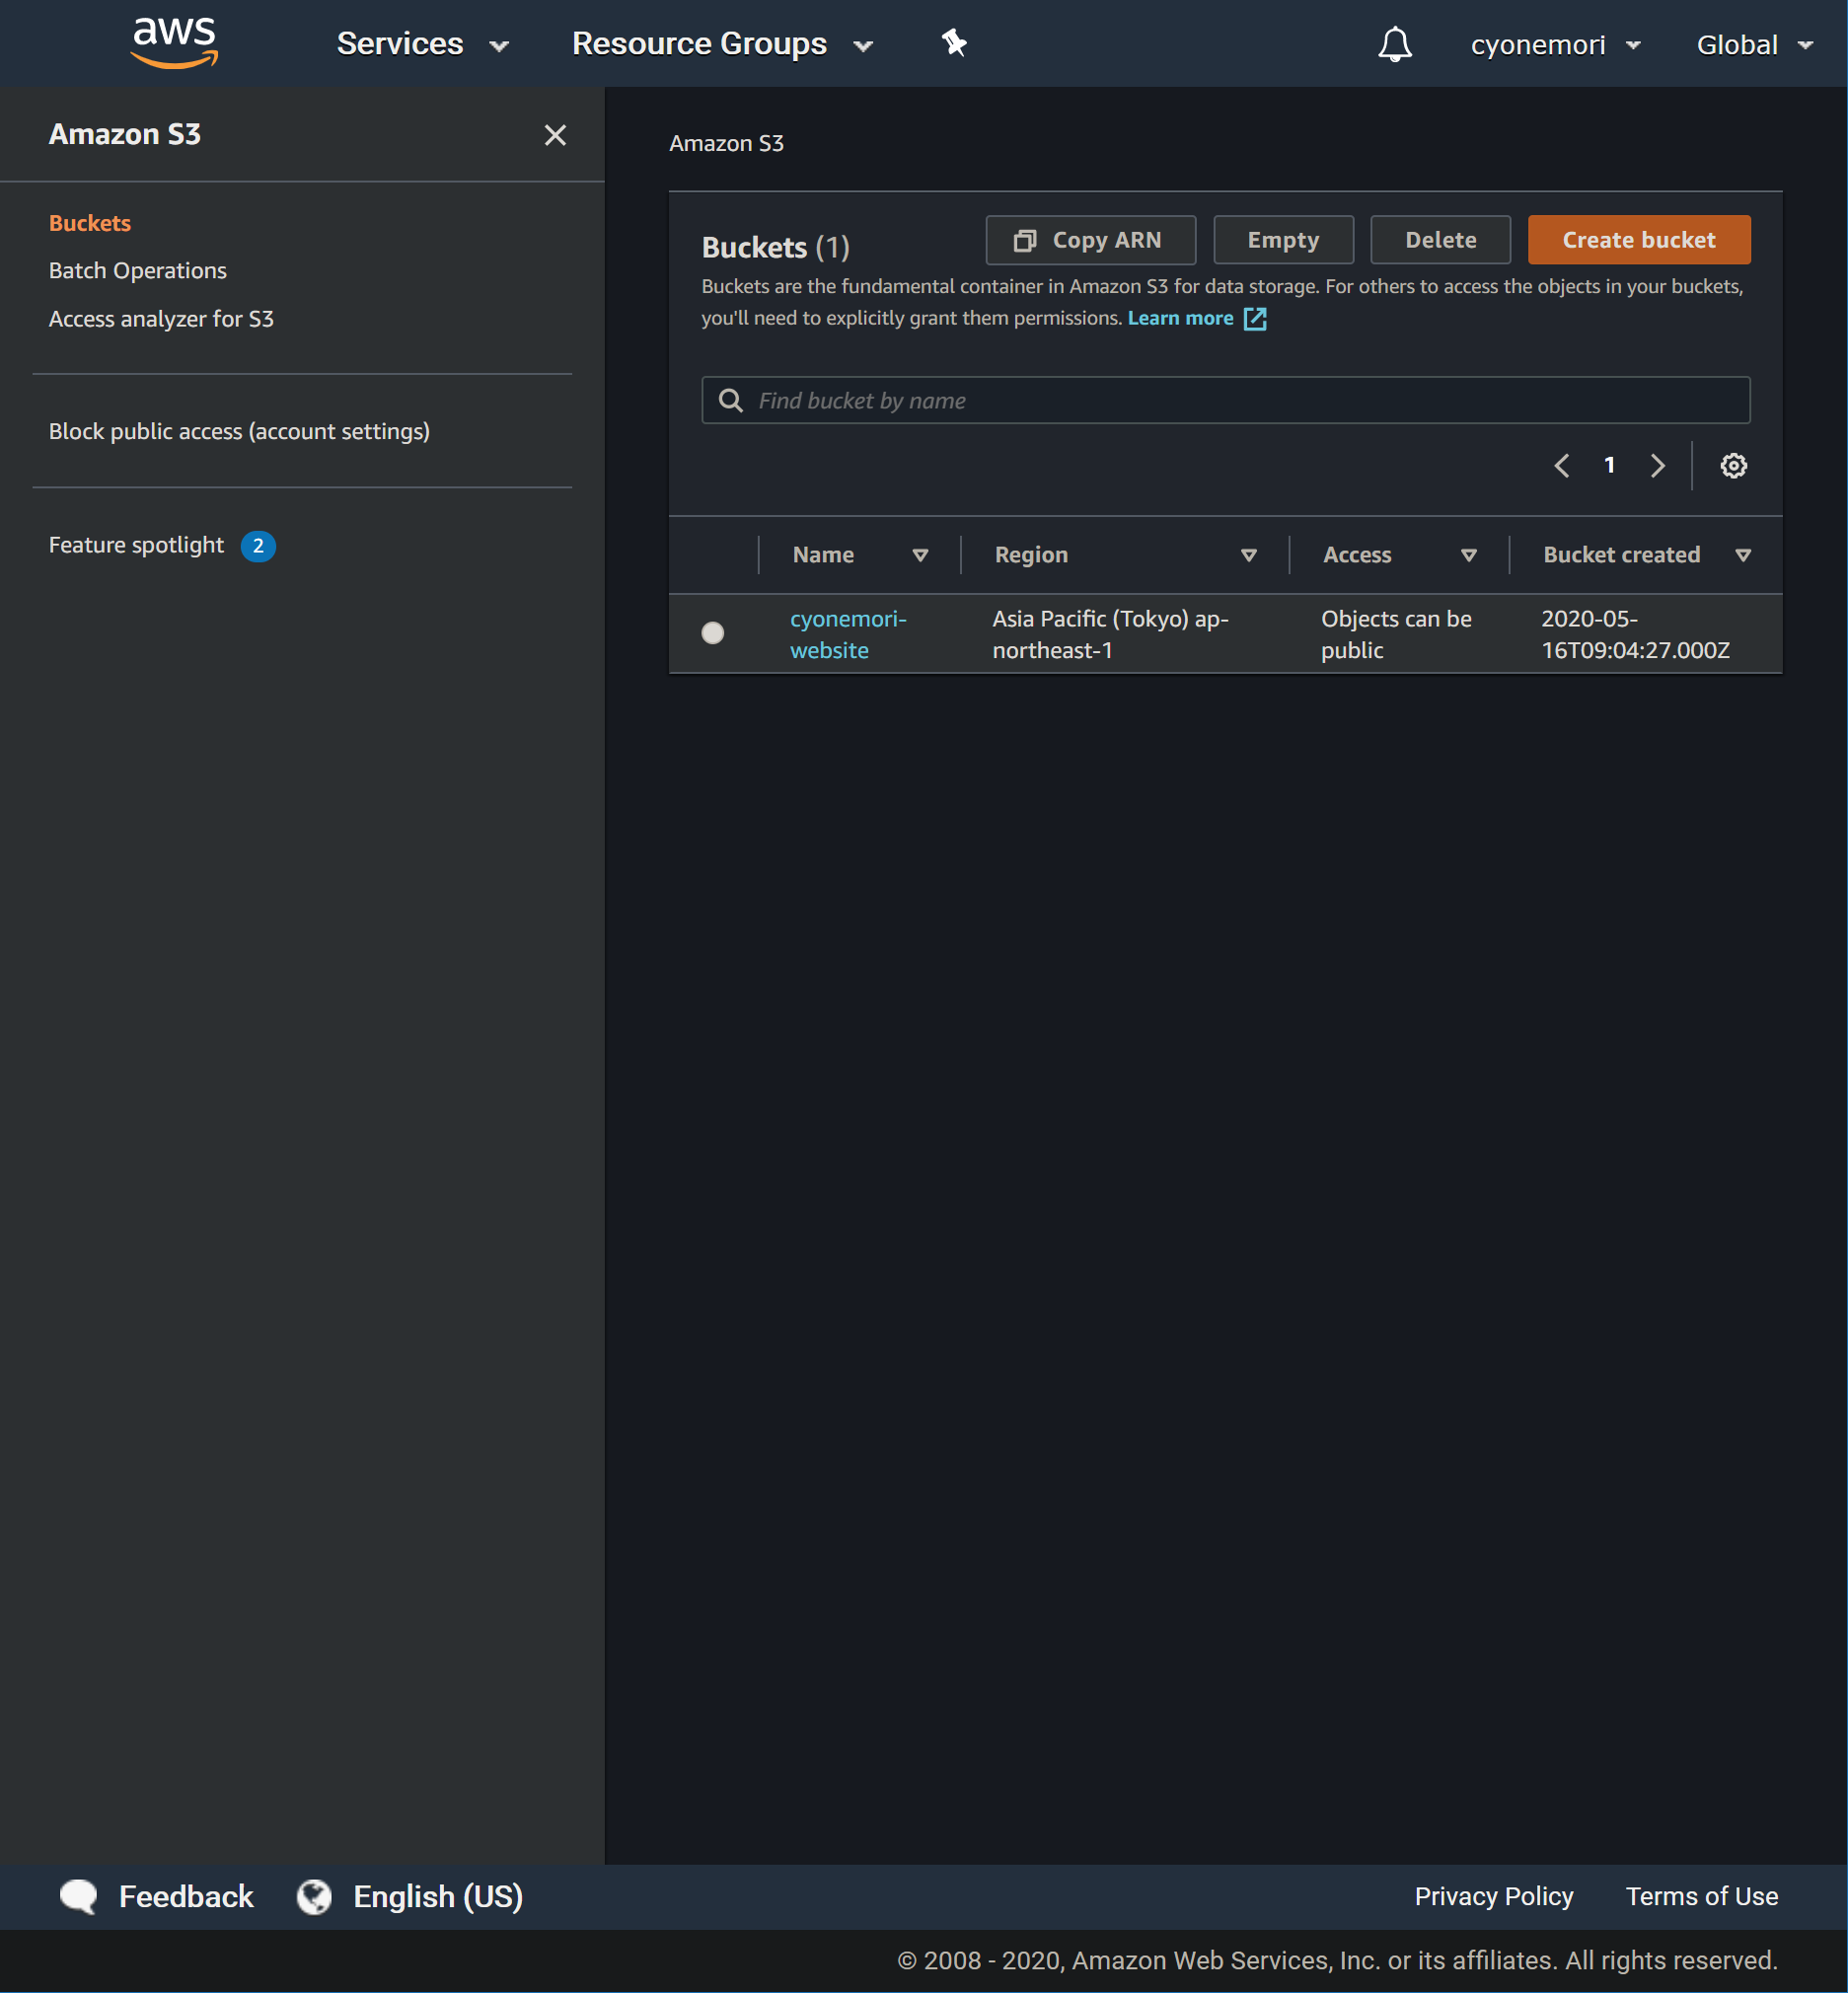 aws Services Resource Groups cyonemori Global
Amazon S3
Buckets
Batch Operations
Access analyzer for S3
Block public access (account settings)
Feature spotlight 2
Amazon S3
Buckets (1) Copy ARN Empty Delete Create bucket
Buckets are the fundamental container in Amazon S3 for data storage. For others to access the objects in your buckets,
you'll need to explicitly grant them permissions. Learn more
Find bucket by name
1
Name Region Access Bucket created
cyonemori- Asia Pacific (Tokyo) ap- Objects can be 2020-05-
website northeast-1 public 16T09:04:27.000Z
Feedback English (US) Privacy Policy Terms of Use
© 2008 - 2020, Amazon Web Services, Inc. or its affiliates. All rights reserved.